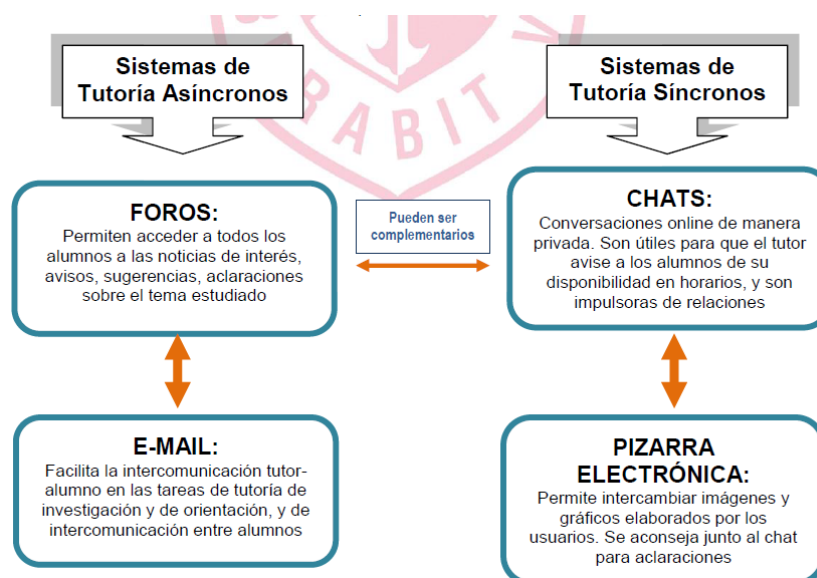 Sistemas de
Tutoría Asíncronos
Sistemas de
Tutoría Síncronos
RABIT V
FOROS:
Permiten acceder a todos los
alumnos a las noticias de interés,
avisos, sugerencias, aclaraciones
sobre el tema estudiado
Pueden ser
complementarios
CHATS:
Conversaciones online de manera
privada. Son útiles para que el tutor
avise a los alumnos de su
disponibilidad en horarios, y son
impulsoras de relaciones
E-MAIL:
Facilita la intercomunicación tutor-
alumno en las tareas de tutoría de
investigación y de orientación, y de
intercomunicación entre alumnos
PIZARRA
ELECTRÓNICA:
Permite intercambiar imágenes y
gráficos elaborados por los
usuarios. Se aconseja junto al chat
para aclaraciones